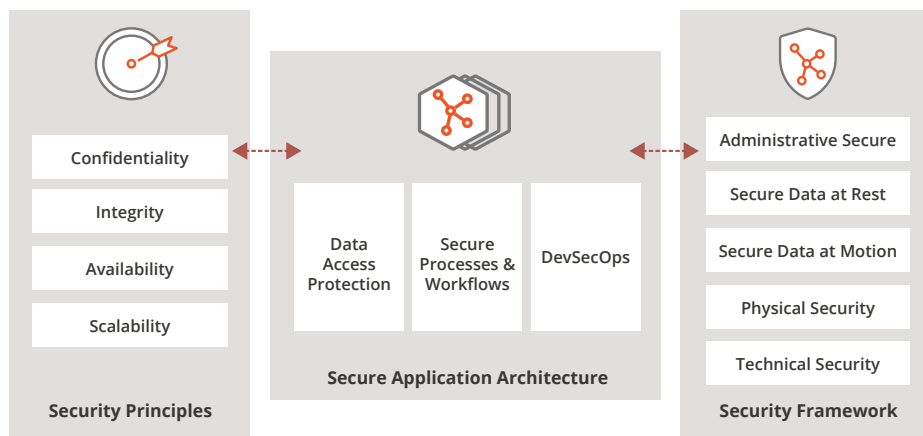 Confidentiality
Integrity
Availability
Scalability
Security Principles
Data
Access
Protection
Secure
Processes &
Workflows
DevSecOps
Secure Application Architecture
Administrative Secure
Secure Data at Rest
Secure Data at Motion
Physical Security
Technical Security
Security Framework